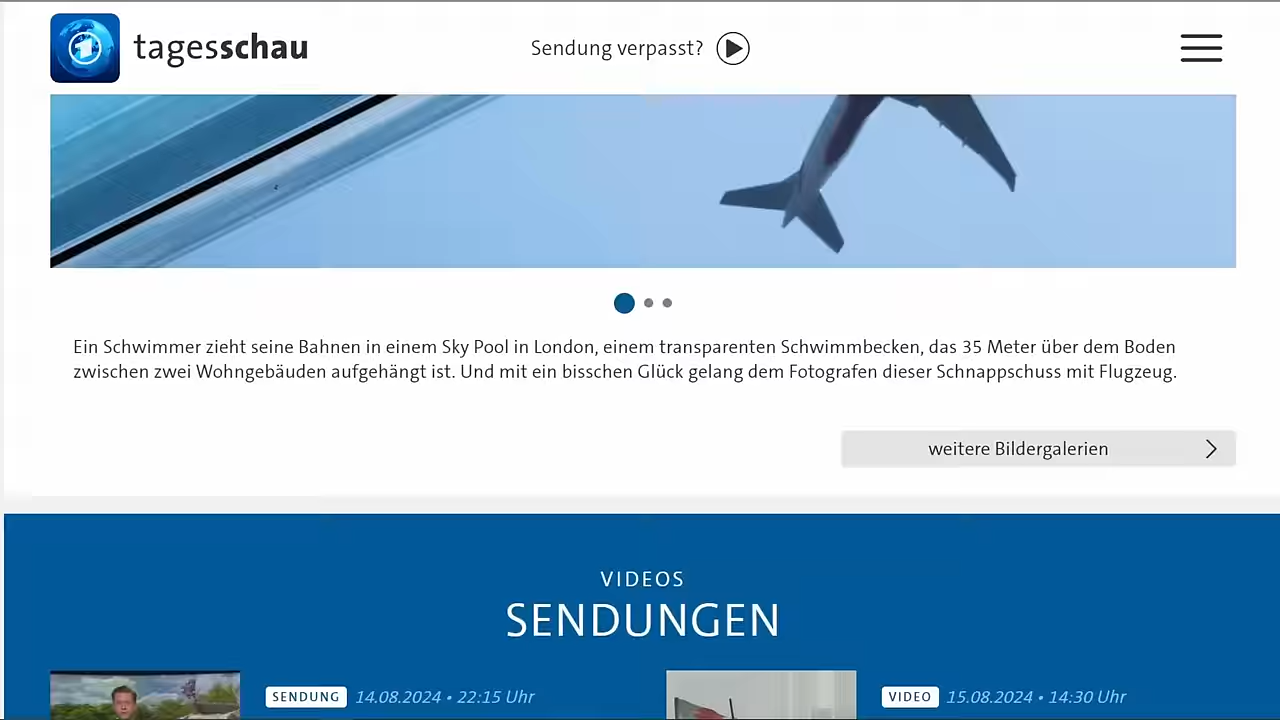 tagesschau
Sendung verpasst?
Ein Schwimmer zieht seine Bahnen in einem Sky Pool in London, einem transparenten Schwimmbecken, das 35 Meter über dem Boden
zwischen zwei Wohngebäuden aufgehängt ist. Und mit ein bisschen Glück gelang dem Fotografen dieser Schnappschuss mit Flugzeug.
weitere Bildergalerien
VIDEOS
SENDUNGEN
SENDUNG 14.08.2024 • 22:15 Uhr
VIDEO 15.08.2024 • 14:30 Uhr